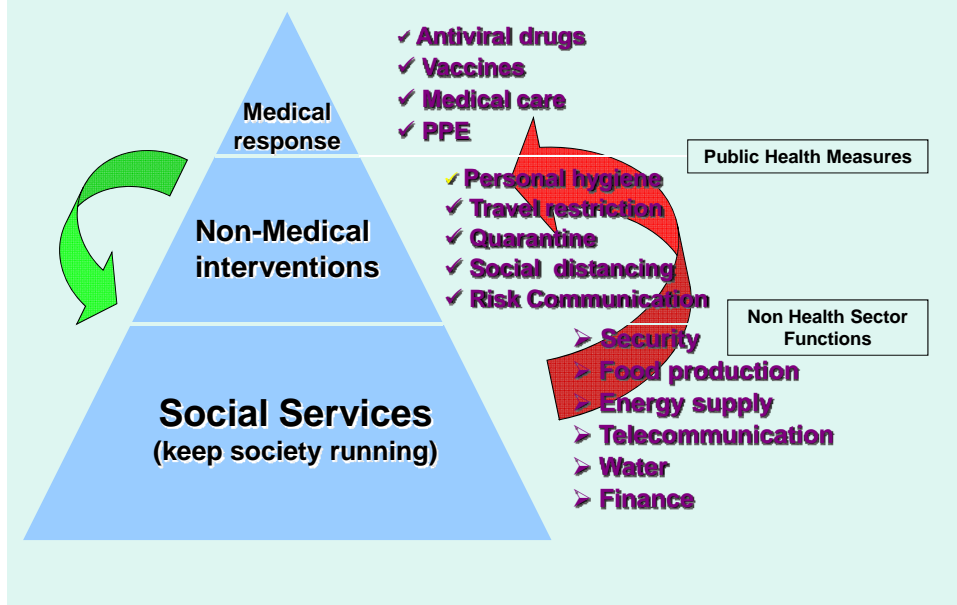 ✓ Antiviral drugs
✓ Vaccines
✓ Medical care
✓ PPE
Medical
response
Public Health Measures
✓ Personal hygiene
✓ Travel restriction
✓ Quarantine
✓ Social distancing
✓ Risk Communication
Non-Medical
interventions
Non Health Sector
Functions
➢ Security
➢ Food production
➢ Energy supply
➢ Telecommunication
➢ Water
➢ Finance
Social Services
(keep society running)